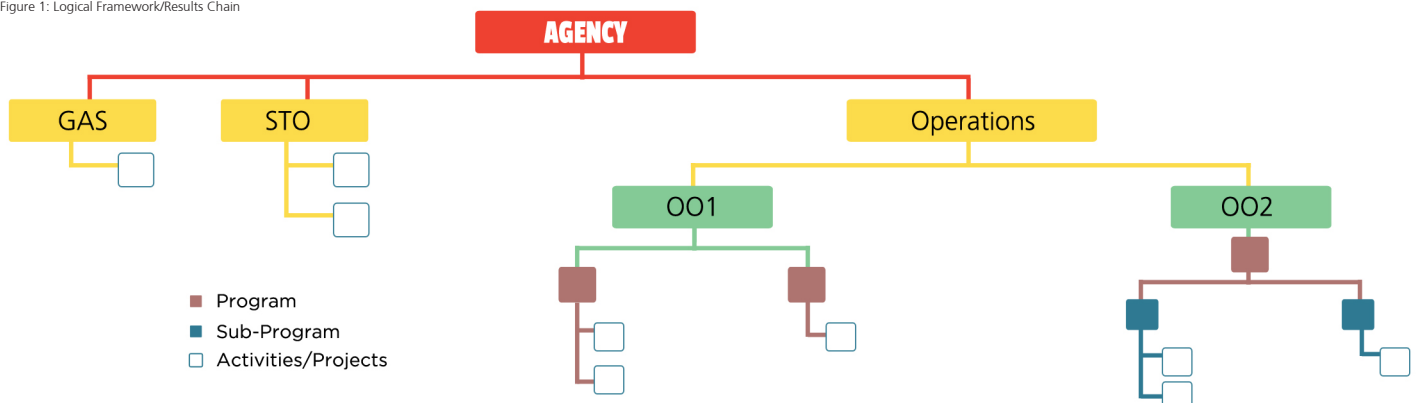 Figure 1: Logical Framework/Results Chain
AGENCY
GAS
STO
Operations
OO1
OO2
Program
Sub-Program
Activities/Projects